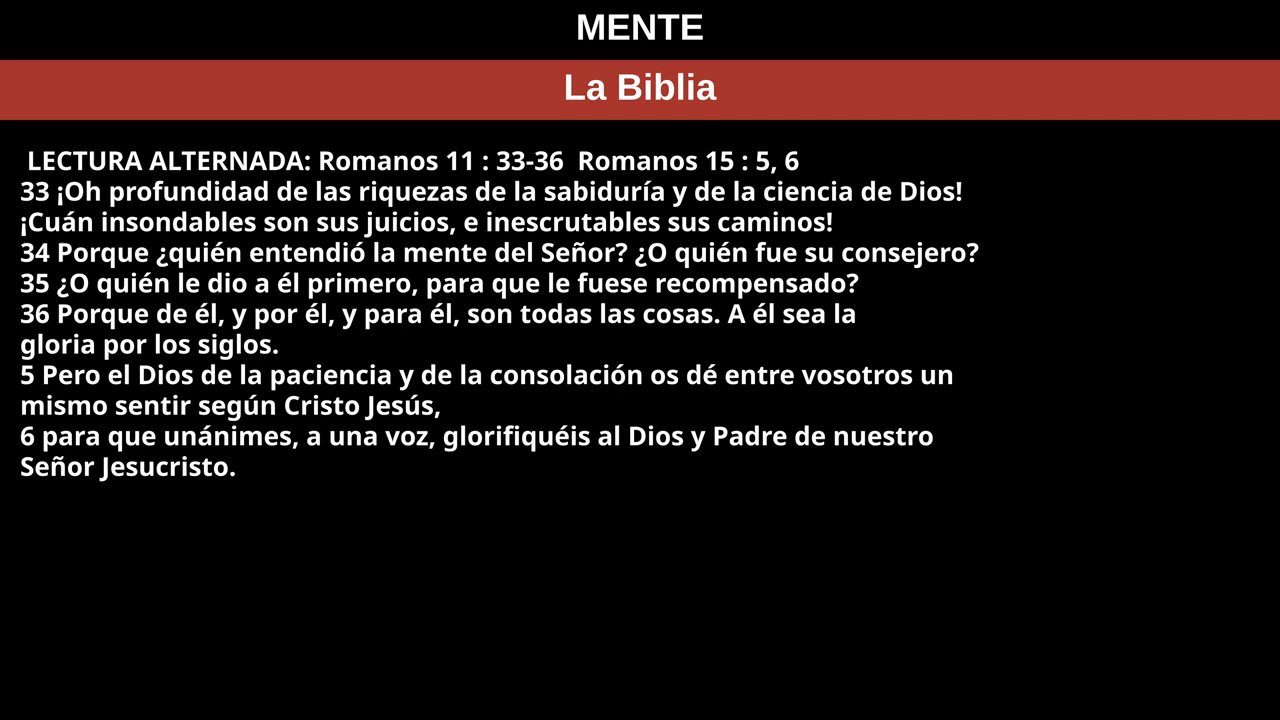 MENTE
La Biblia
LECTURA ALTERNADA: Romanos 11 : 33-36  Romanos 15 : 5, 6
33 ¡Oh profundidad de las riquezas de la sabiduría y de la ciencia de Dios!
¡Cuán insondables son sus juicios, e inescrutables sus caminos!
34 Porque ¿quién entendió la mente del Señor? ¿O quién fue su consejero?
35 ¿O quién le dio a él primero, para que le fuese recompensado?
36 Porque de él, y por él, y para él, son todas las cosas. A él sea la
gloria por los siglos.
5 Pero el Dios de la paciencia y de la consolación os dé entre vosotros un
mismo sentir según Cristo Jesús,
6 para que unánimes, a una voz, glorifiquéis al Dios y Padre de nuestro
Señor Jesucristo.